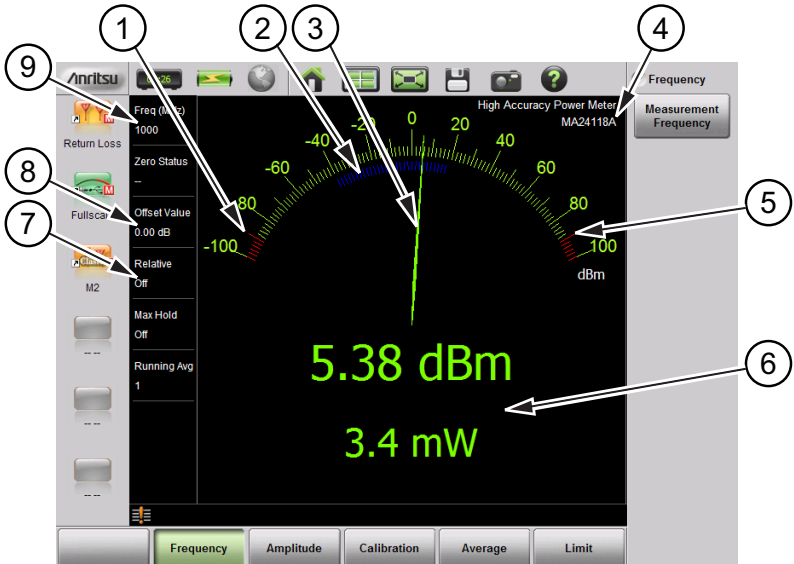 1
2
3
4
9
Anritsu
Frequency
Freq (MHz)
1000
High Accuracy Power Meter
MA24118A
Measurement
Frequency
Return Loss
-100
80
-60
-40
-20
0
20
40
60
80
100
dBm
Zero Status
--
8
Offset Value
0.00 dB
5
7
Relative
Off
M2
Max Hold
Off
-- --
Running Avg
1
5.38 dBm
6
3.4 mW
-- --
-- --
Frequency
Amplitude
Calibration
Average
Limit